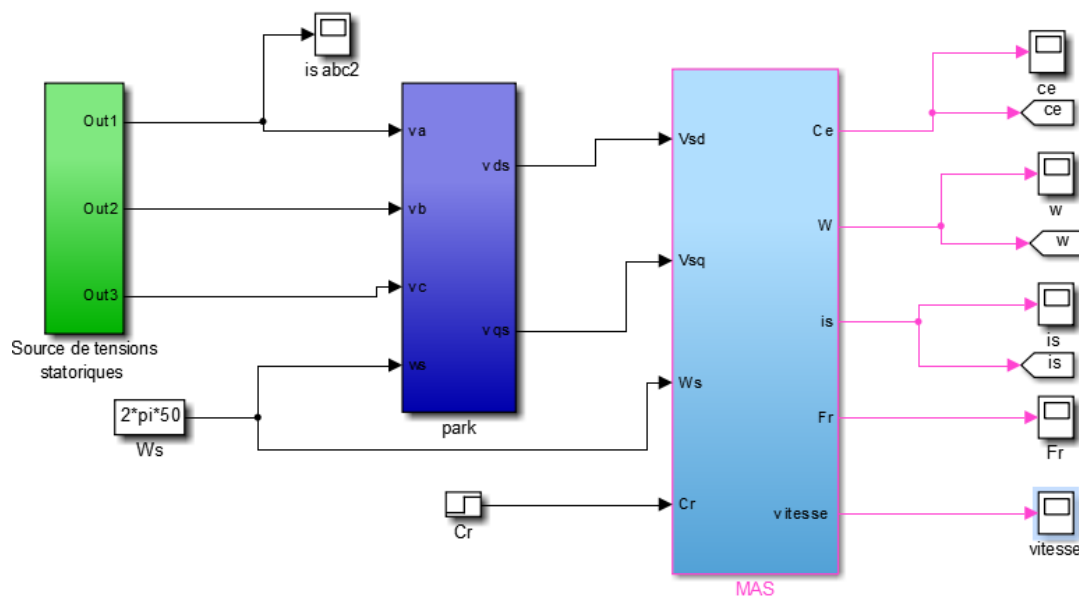 is abc2
Out1
Out2
Out3
Source de tensions
statoriques
2*pi*50
Ws
va
vb
vc
ws
vds
vqs
park
Cr
Vsd
Vsq
Ws
Cr
Ce
W
is
Fr
vitesse
MAS
ce
ce
w
w
is
is
Fr
vitesse